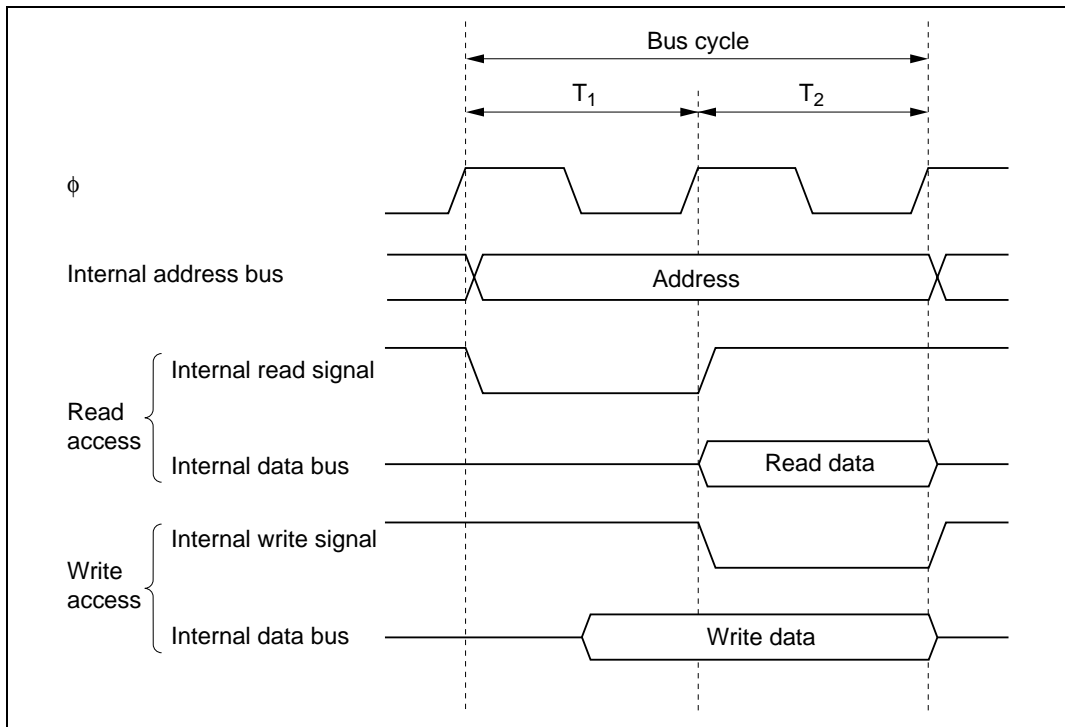 Bus cycle
T₁
T₂
ϕ
Internal address bus
Address
Internal read signal
Read
access
Internal data bus
Read data
Internal write signal
Write
access
Internal data bus
Write data